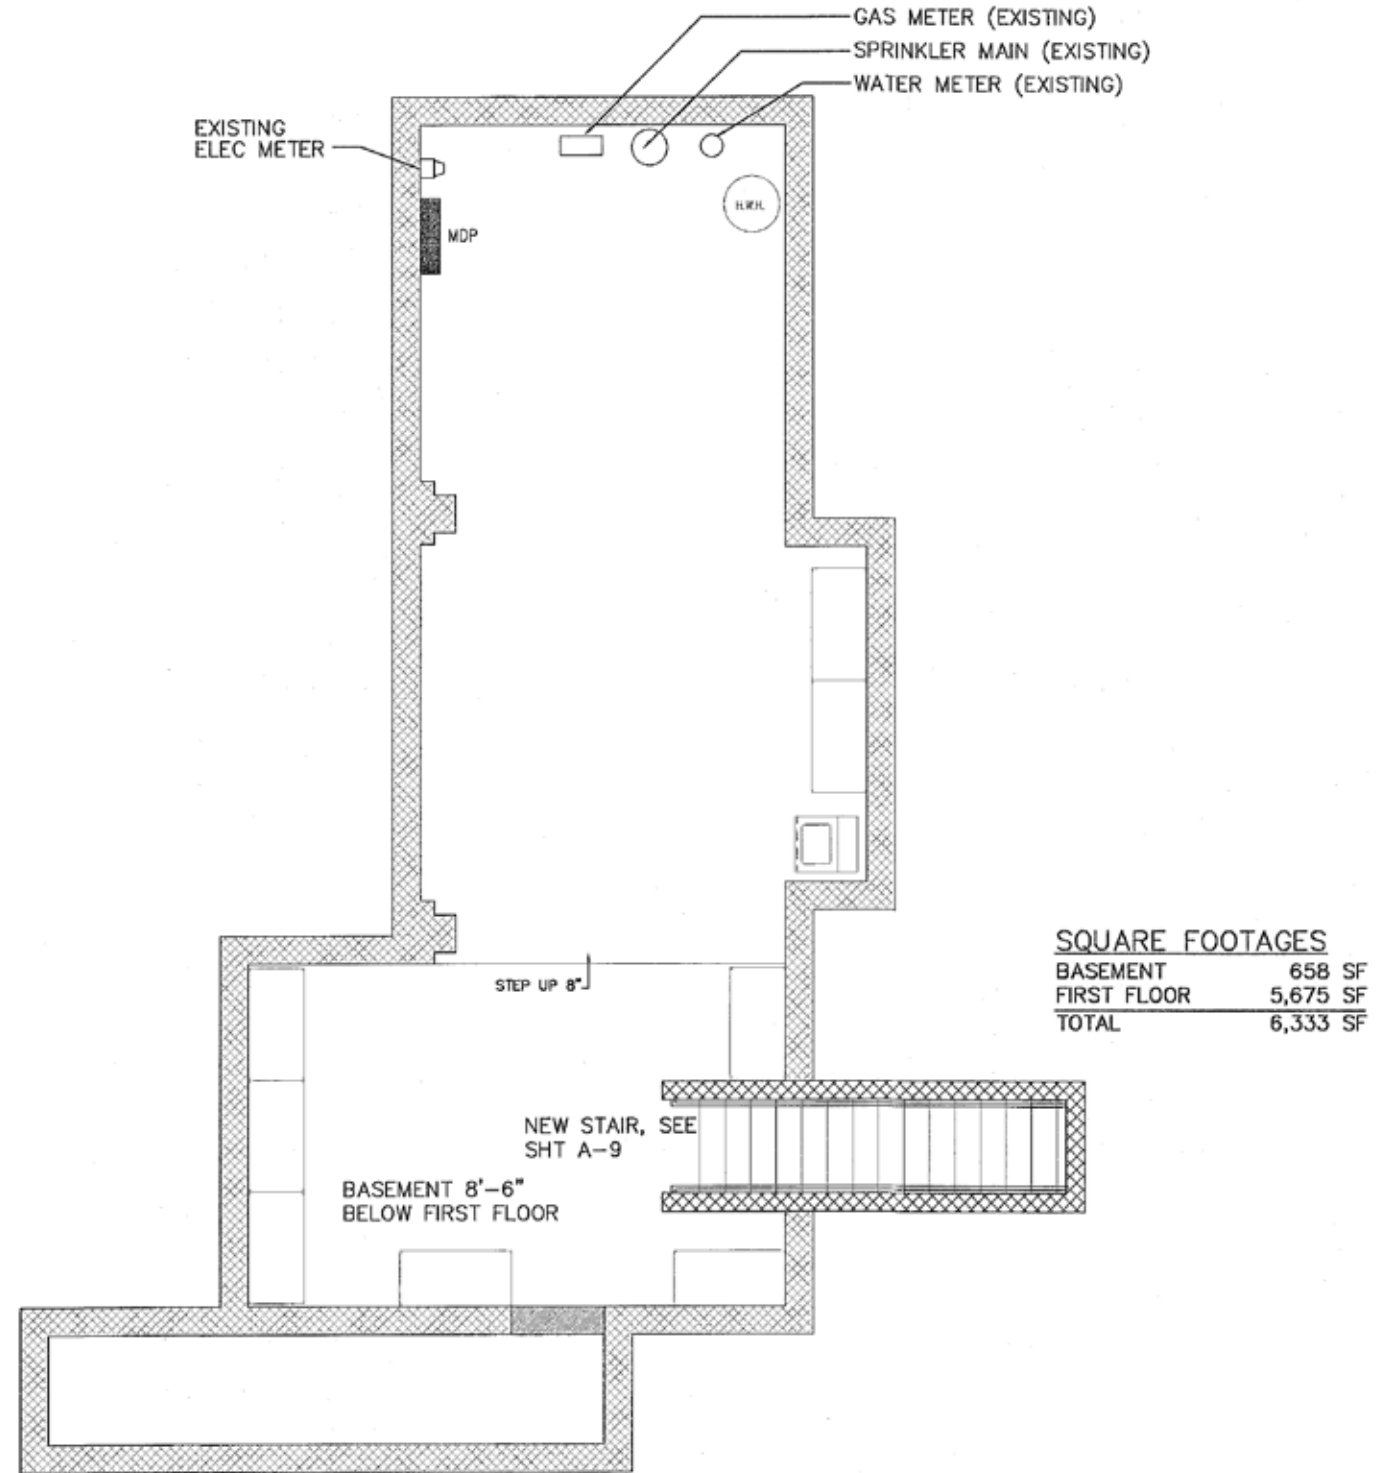 GAS METER (EXISTING)
SPRINKLER MAIN (EXISTING)
WATER METER (EXISTING)
EXISTING
ELEC METER
H.W.H.
MDP
STEP UP 8"
SQUARE FOOTAGES
BASEMENT 658 SF
FIRST FLOOR 5,675 SF
TOTAL 6,333 SF
NEW STAIR, SEE
SHT A-9
BASEMENT 8'-6"
BELOW FIRST FLOOR